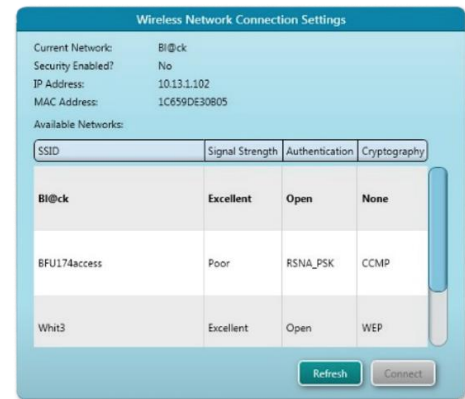 Wireless Network Connection Settings
Current Network: Bl@ck
Security Enabled? No
IP Address: 10.13.1.102
MAC Address: 1C659DE30B05
Available Networks:
SSID Signal Strength Authentication Cryptography
Bl@ck Excellent Open None
BFU174access Poor RSNA_PSK CCMP
Whit3 Excellent Open WEP
Refresh Connect